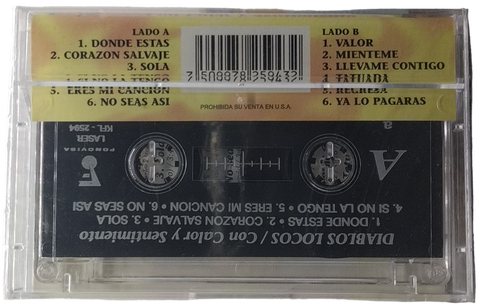 LADO A
1. DONDE ESTAS
2. CORAZON SALVAJE
3. SOLA
4. SI NO LA TENGO
5. ERES MI CANCION
6. NO SEAS ASI
LADO B
1. VALOR
2. MIENTEME
3. LLEVAME CONTIGO
4. TATUADA
5. REGRESA
6. YA LO PAGARAS
7 509978 259432
PROHIBIDA SU VENTA EN U.S.A.
A
DIABLOS LOCOS / Con Calor y Sentimiento
1. DONDE ESTAS • 2. CORAZON SALVAJE • 3. SOLA
4. SI NO LA TENGO • 5. ERES MI CANCION • 6. NO SEAS ASI
FONOVISA
LASER
KFL - 2594